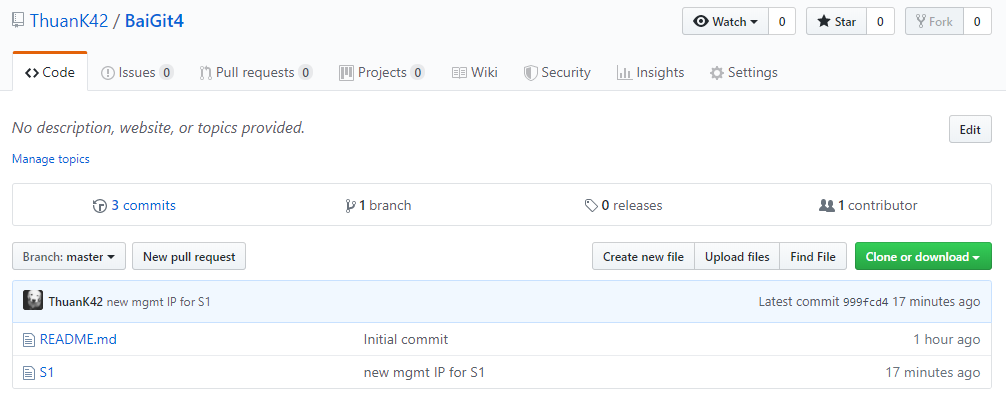 ThuanK42 / BaiGit4 Watch 0 Star 0 Fork 0
Code Issues 0 Pull requests 0 Projects 0 Wiki Security Insights Settings
No description, website, or topics provided. Edit
Manage topics
3 commits 1 branch 0 releases 1 contributor
Branch: master New pull request Create new file Upload files Find File Clone or download
ThuanK42 new mgmt IP for S1 Latest commit 999fcd4 17 minutes ago
README.md Initial commit 1 hour ago
S1 new mgmt IP for S1 17 minutes ago